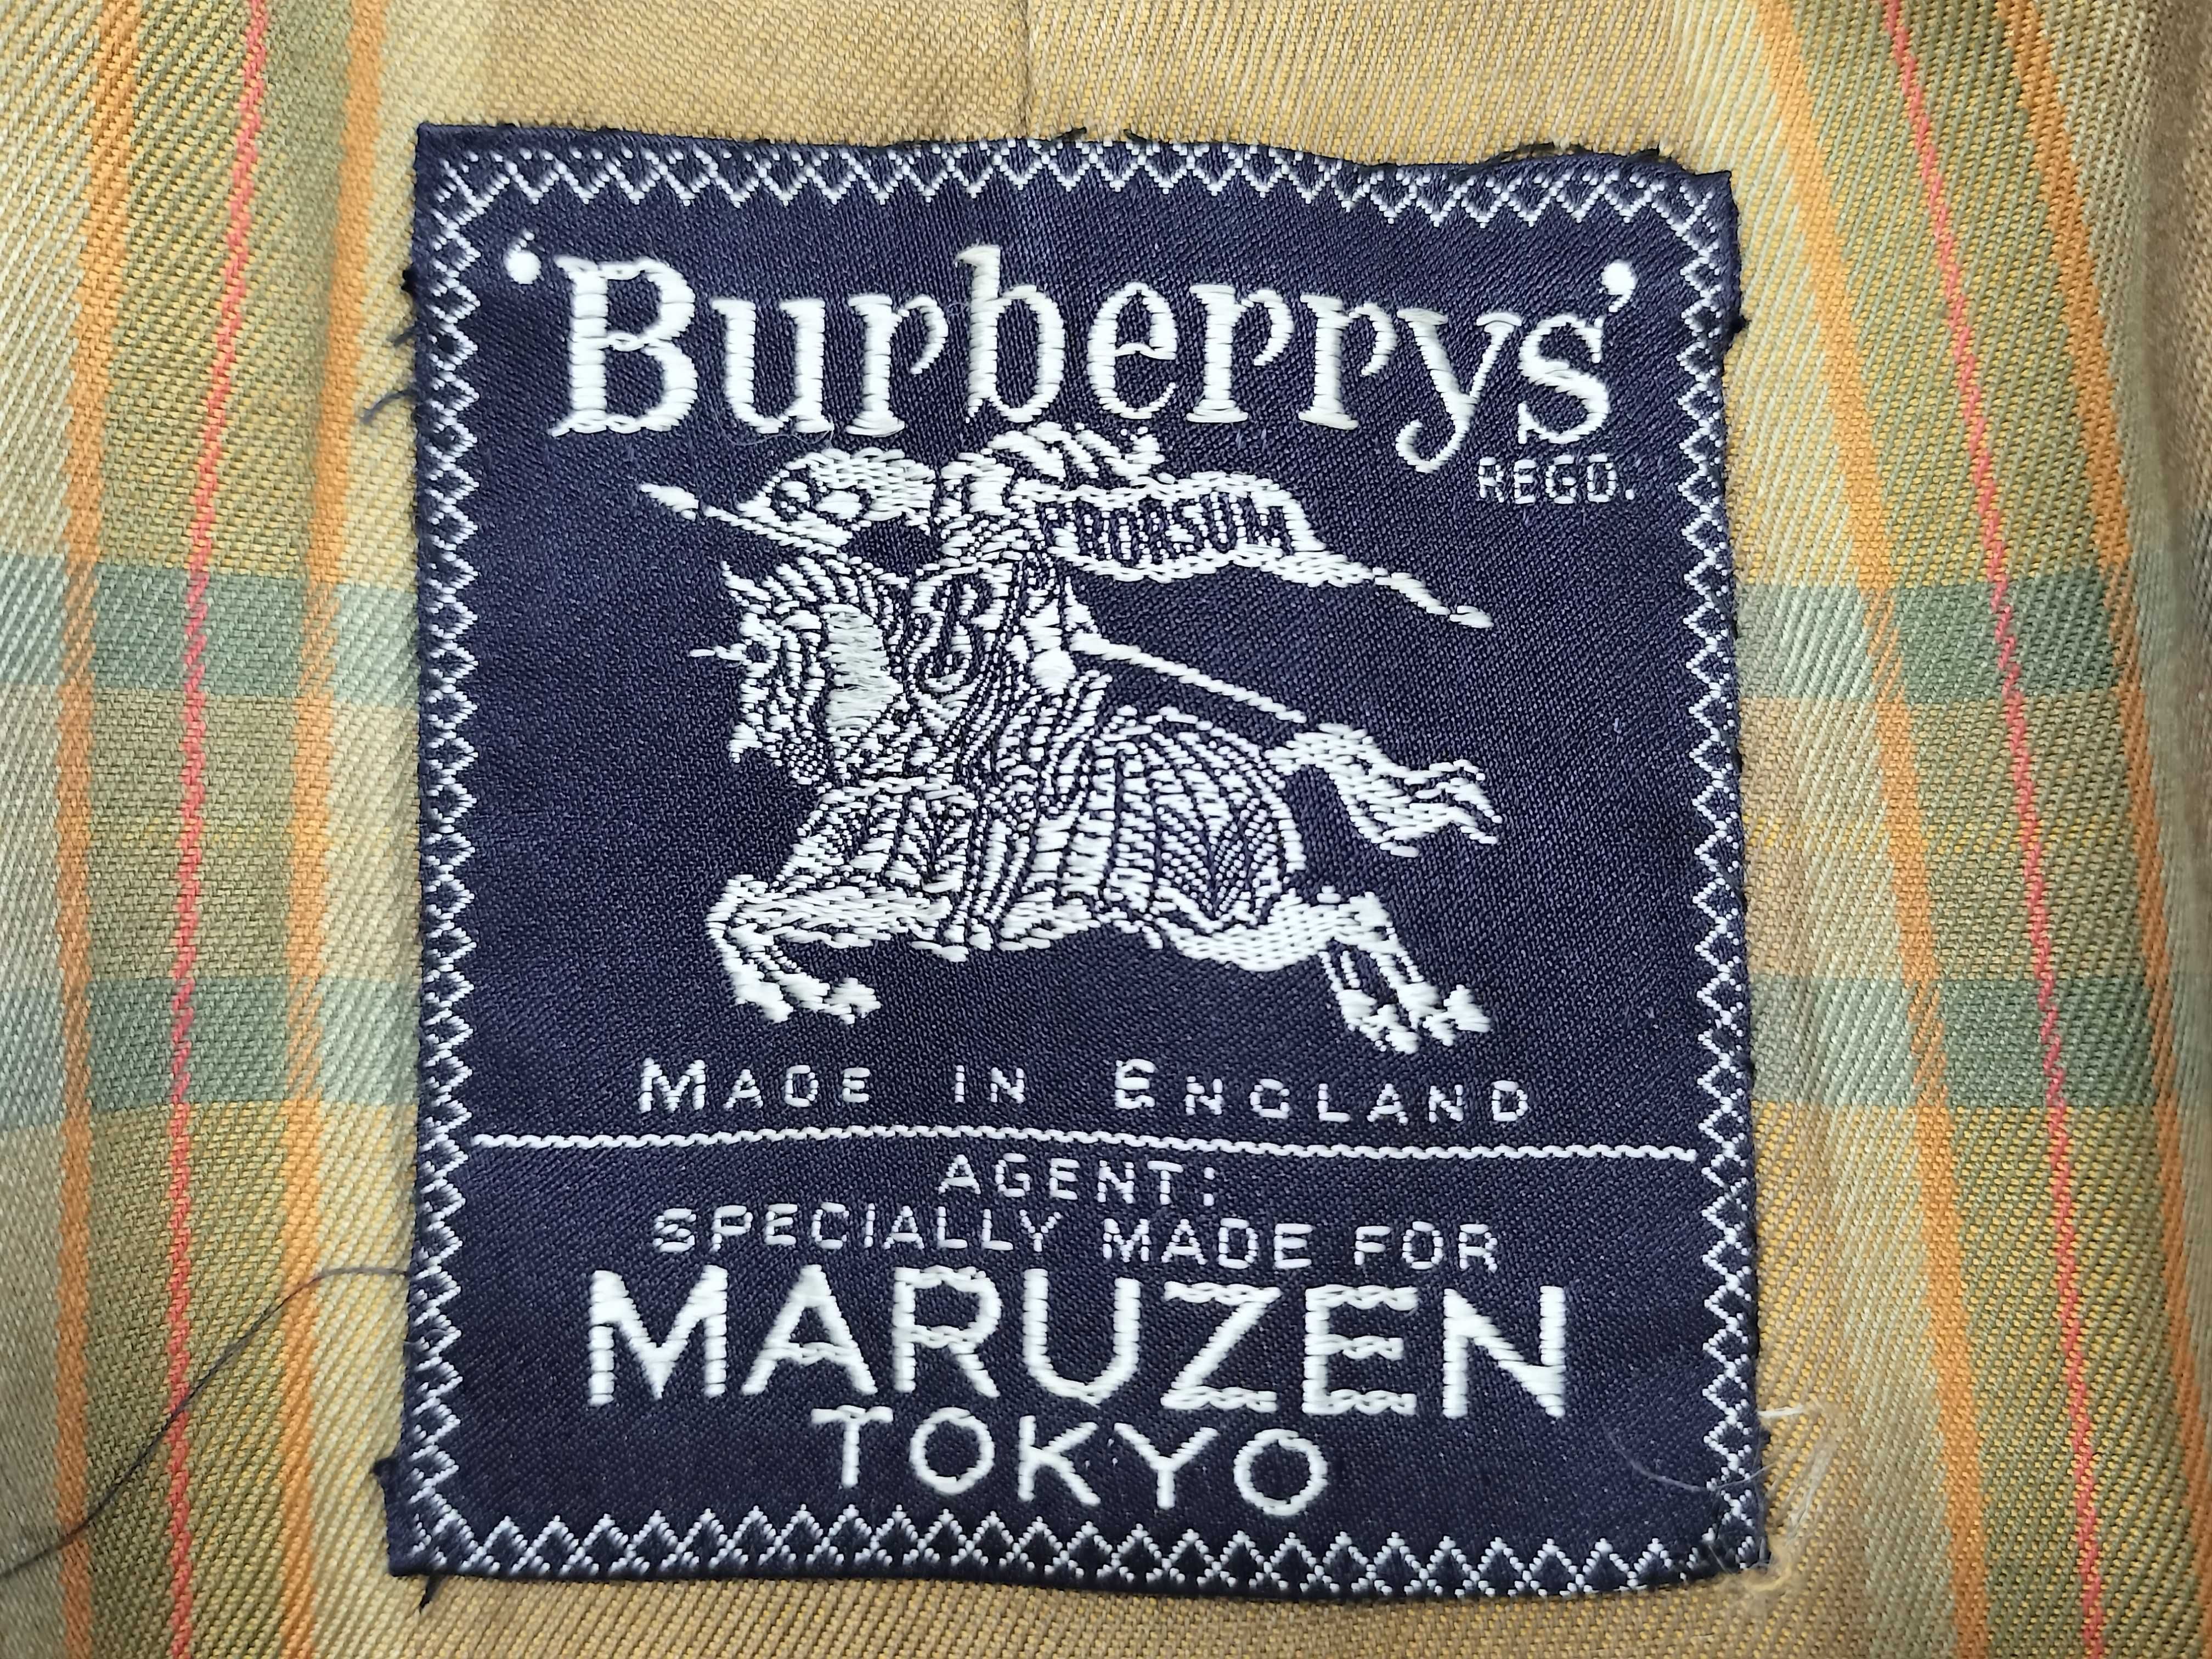 ‘Burberrys’
REGD.
PRORSUM
B
MADE IN ENGLAND
AGENT:
SPECIALLY MADE FOR
MARUZEN
TOKYO